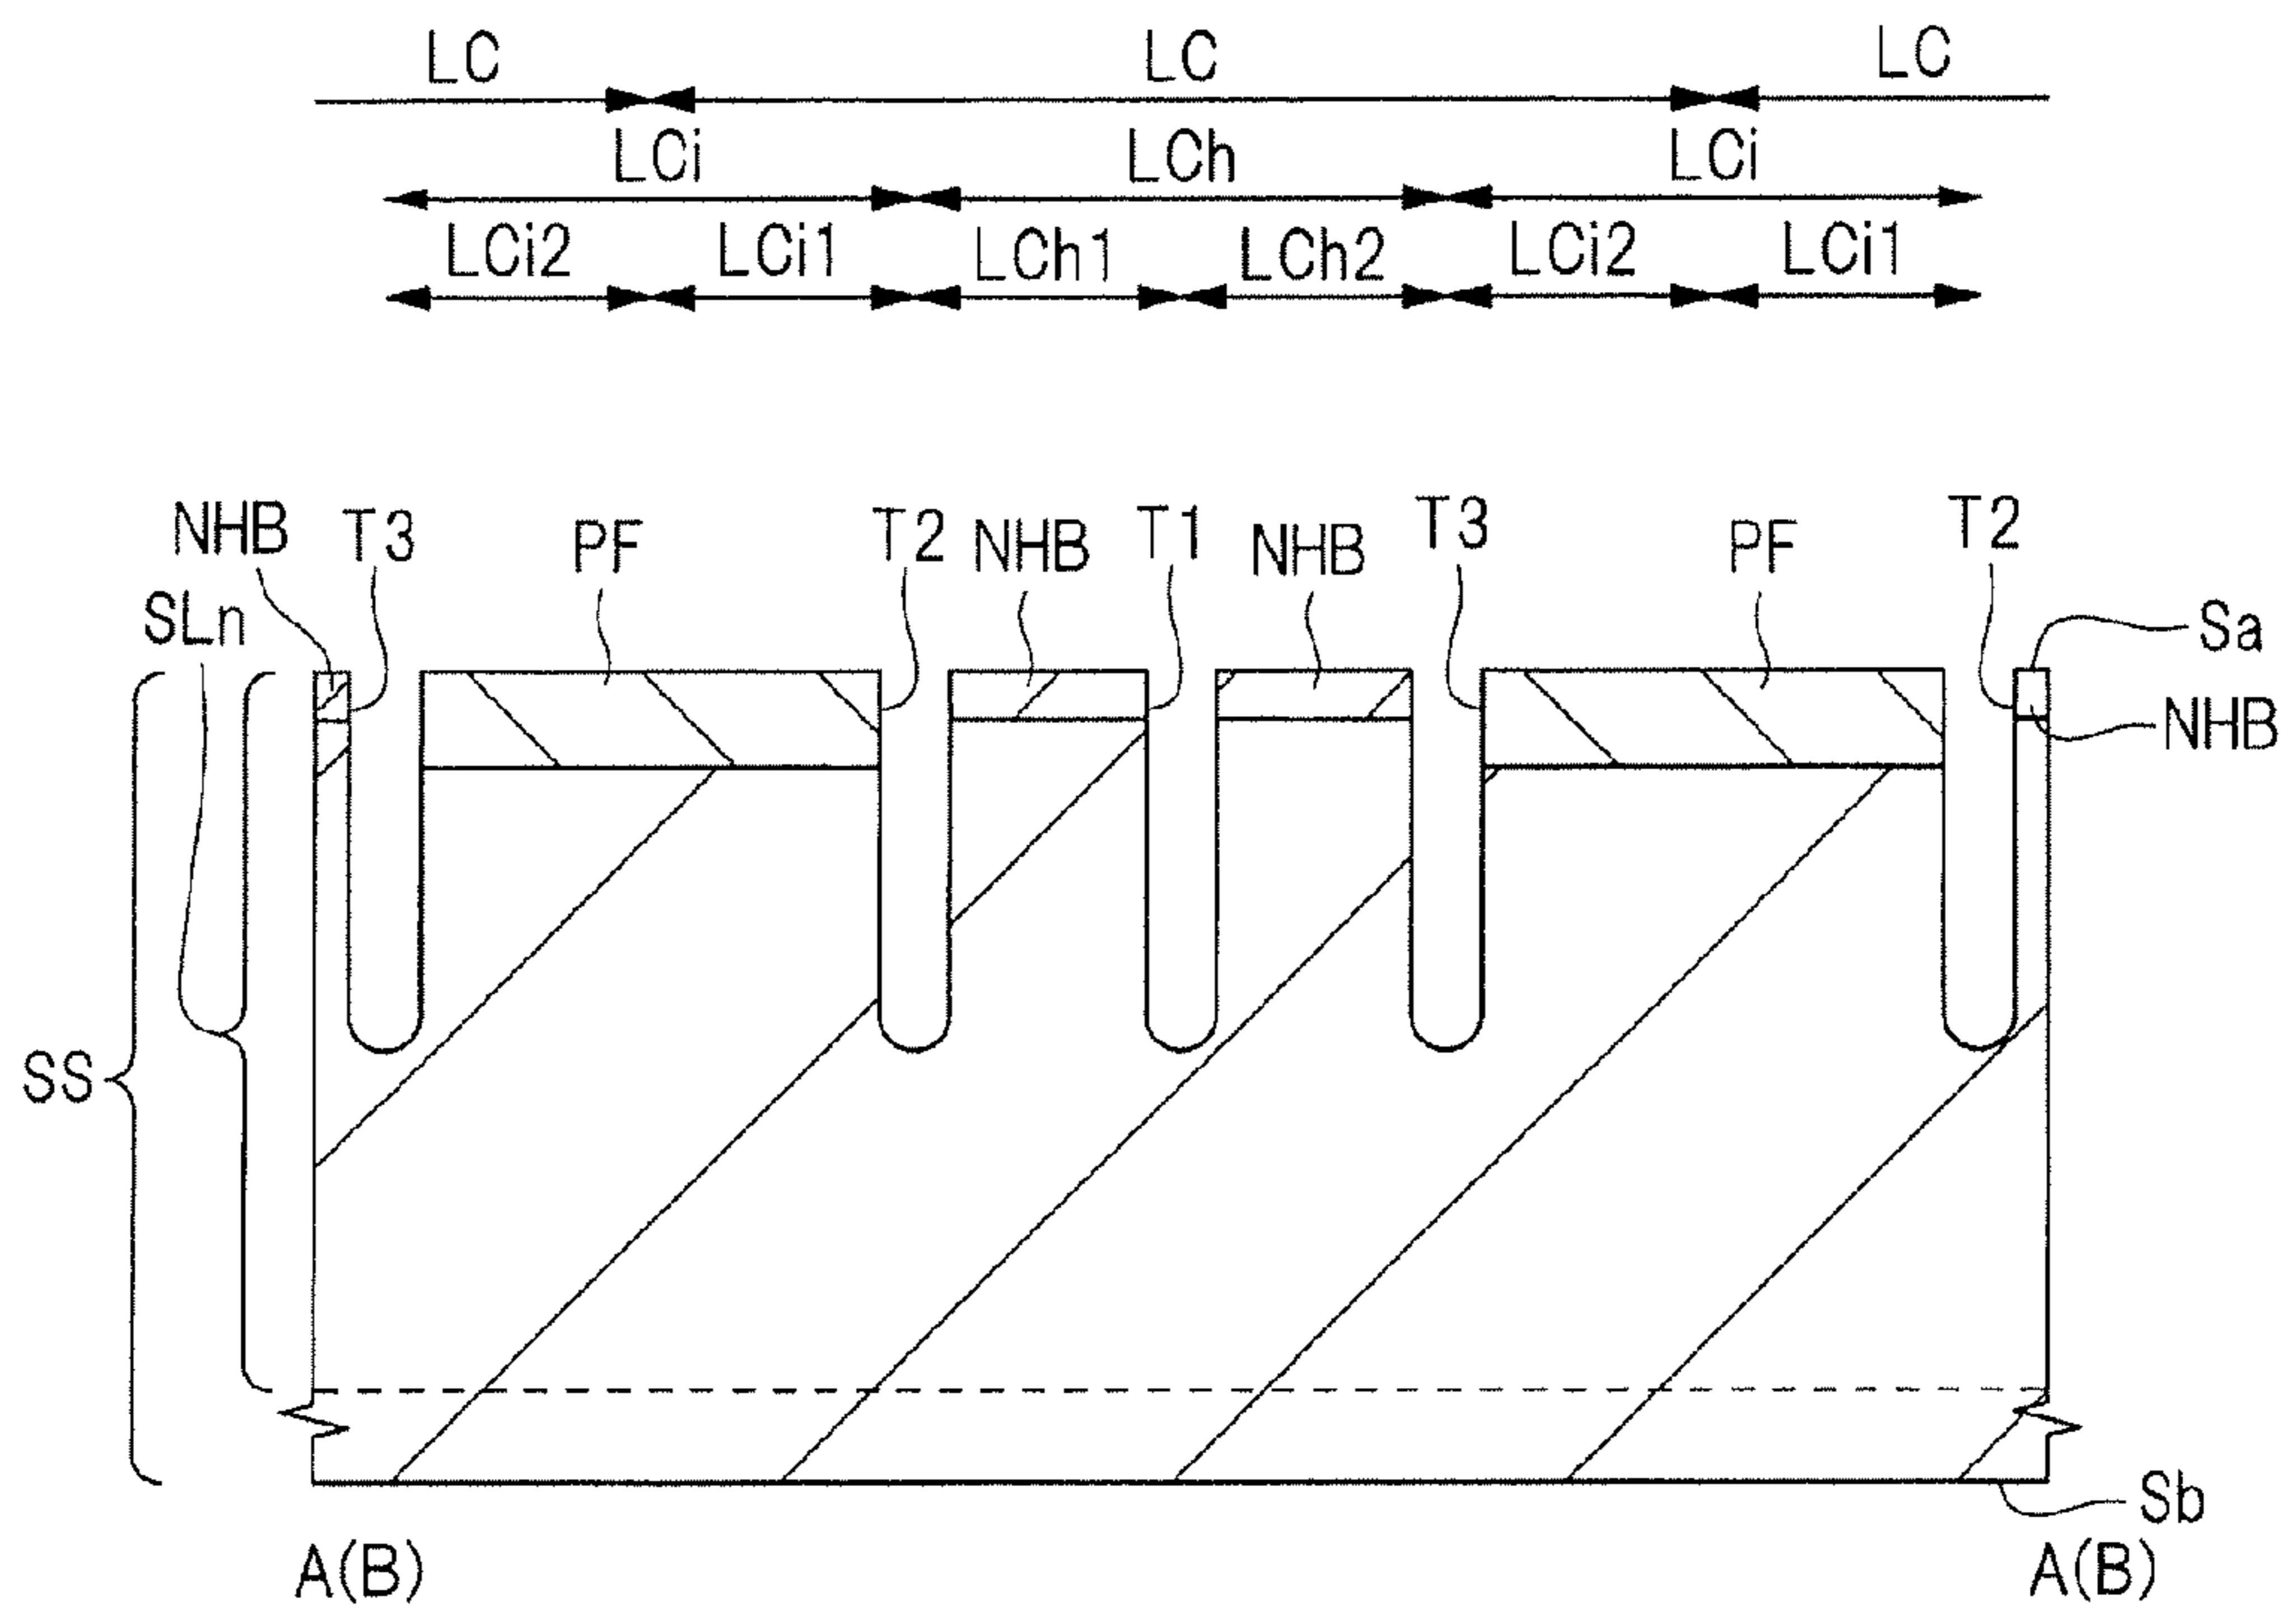 LC LC LC
LCi LCh LCi
LCi2 LCi1 LCh1 LCh2 LCi2 LCi1
NHB T3 PF T2 NHB T1 NHB T3 PF T2
SLn Sa
NHB
SS
Sb
A(B) A(B)